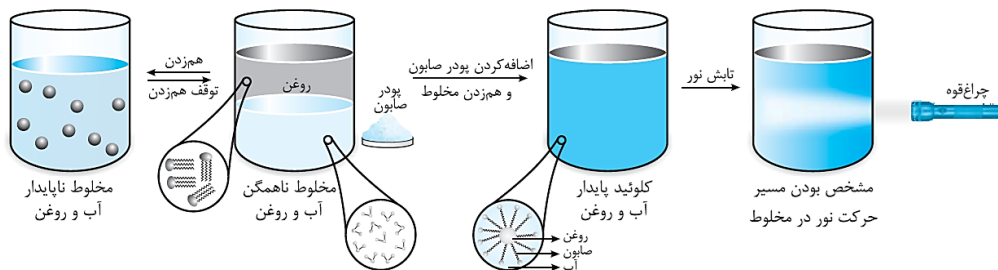 هم‌زدن
توقف هم‌زدن
مخلوط ناپایدار
آب و روغن
روغن
مخلوط ناهمگن
آب و روغن
پودر
صابون
اضافه‌کردن پودر صابون
و هم‌زدن مخلوط
کلوئید پایدار
آب و روغن
روغن
صابون
آب
تابش نور
چراغ‌قوه
مشخص بودن مسیر
حرکت نور در مخلوط